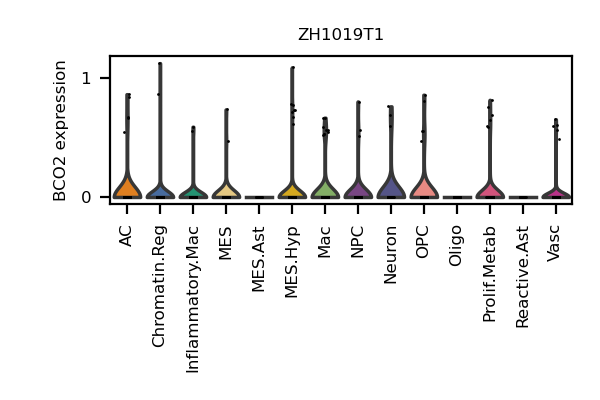 ZH1019T1
BCO2 expression
1
0
AC
Chromatin.Reg
Inflammatory.Mac
MES
MES.Ast
MES.Hyp
Mac
NPC
Neuron
OPC
Oligo
Prolif.Metab
Reactive.Ast
Vasc